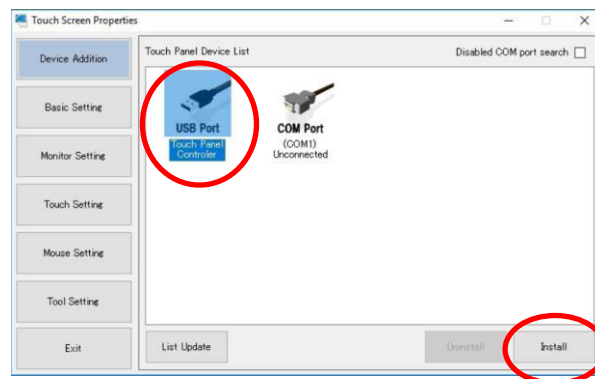 Touch Screen Properties
Device Addition
Basic Setting
Monitor Setting
Touch Setting
Mouse Setting
Tool Setting
Exit
Touch Panel Device List
Disabled COM port search
USB Port
Touch Panel
Controler
COM Port
(COM1)
Unconnected
List Update
Uninstall
Install